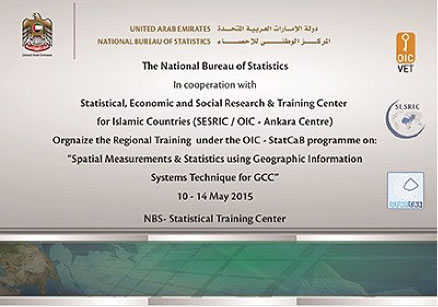 UNITED ARAB EMIRATES دولة الإمارات العربية المتحدة
NATIONAL BUREAU OF STATISTICS المركز الوطني للإحصاء
OIC
VET
The National Bureau of Statistics
In cooperation with
Statistical, Economic and Social Research & Training Center
for Islamic Countries (SESRIC / OIC - Ankara Centre)
SESRIC
Orgnaize the Regional Training under the OIC - StatCaB programme on:
"Spatial Measurements & Statistics using Geographic Information
Systems Technique for GCC"
10 - 14 May 2015
NBS- Statistical Training Center